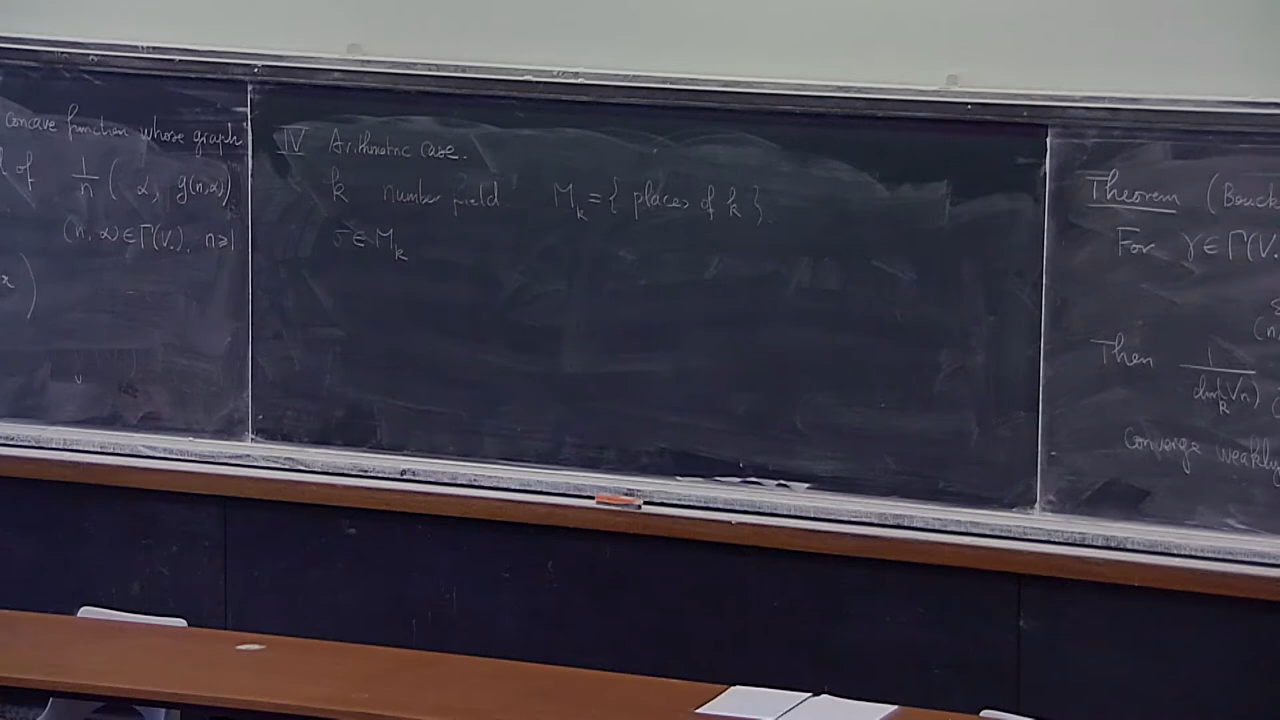 concave function whose graph
of 1/n ( α, g(n,α))
(n, α) ∈ Γ(V.), n ≥ 1
IV Arithmetic case.
k number field M_k = { places of k }.
σ ∈ M_k
Theorem (Bouck
For γ ∈ Γ(V.
(n
Then 1/dim_k(Vn)
Converge weakly